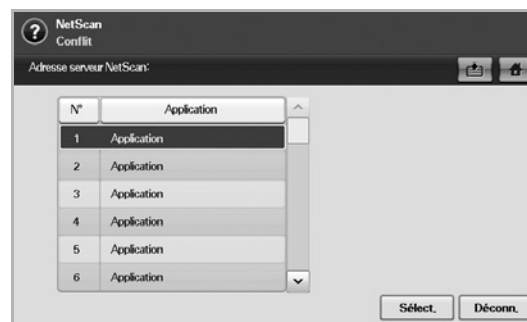 ?
NetScan
Conflit
Adresse serveur NetScan:
N° Application
1 Application
2 Application
3 Application
4 Application
5 Application
6 Application
Sélect. Déconn.